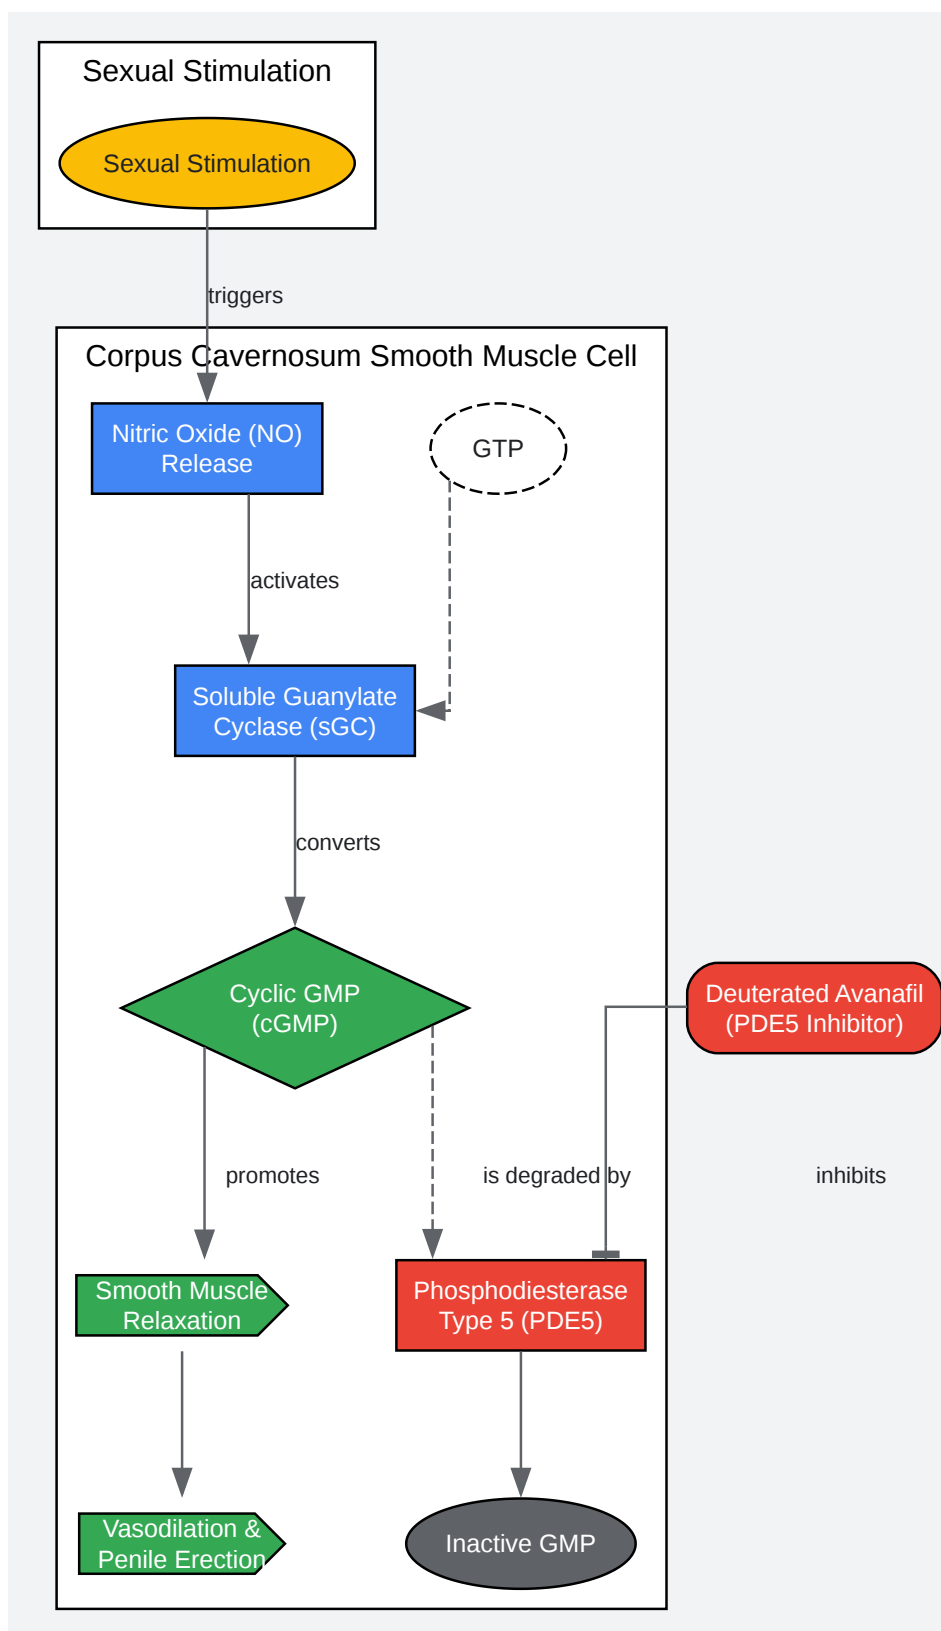 Sexual Stimulation
Sexual Stimulation
triggers
Corpus Cavernosum Smooth Muscle Cell
Nitric Oxide (NO)
Release
GTP
activates
Soluble Guanylate
Cyclase (sGC)
converts
Cyclic GMP
(cGMP)
Deuterated Avanafil
(PDE5 Inhibitor)
promotes
is degraded by
inhibits
Smooth Muscle
Relaxation
Phosphodiesterase
Type 5 (PDE5)
Vasodilation &
Penile Erection
Inactive GMP